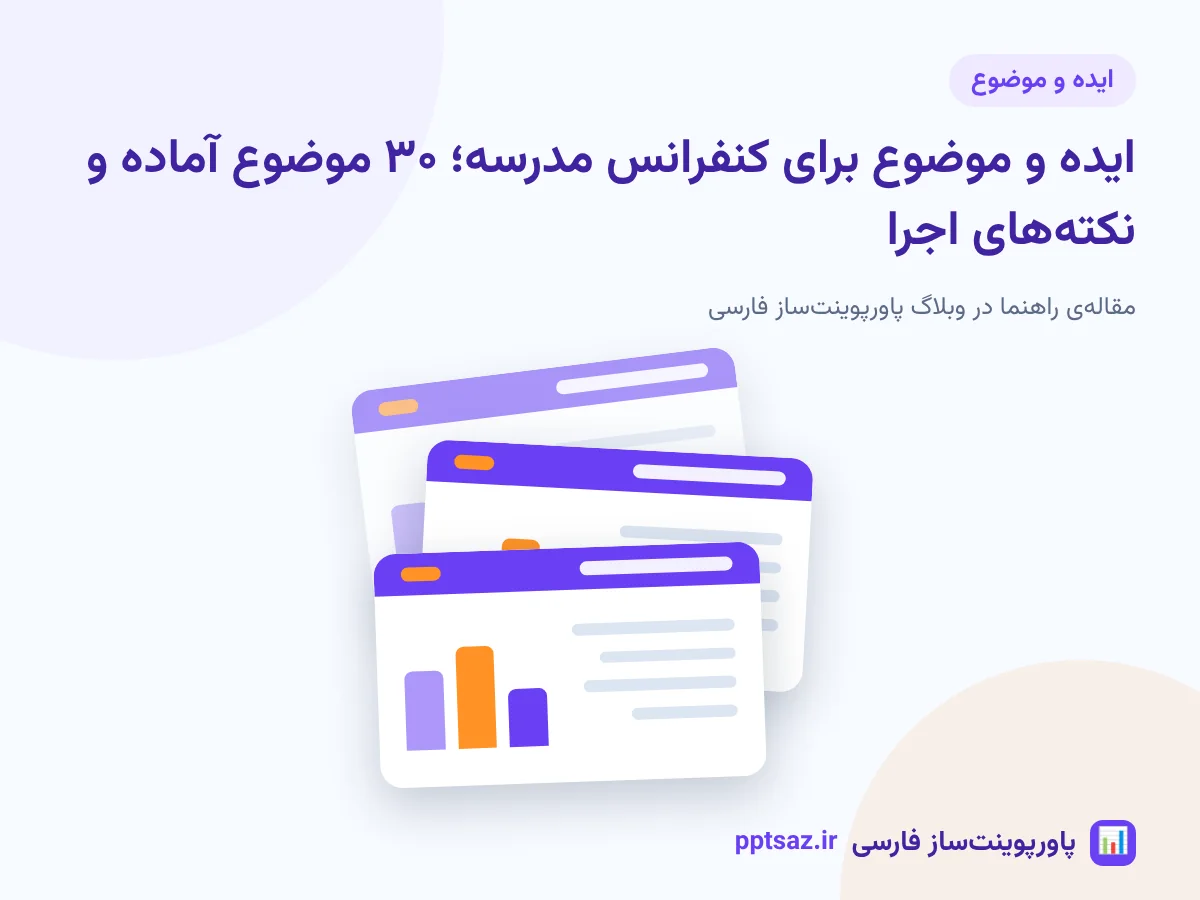 ایده و موضوع
ایده و موضوع برای کنفرانس مدرسه؛ ۳۰ موضوع آماده و
نکته‌های اجرا
مقاله‌ی راهنما در وبلاگ پاورپوینت‌ساز فارسی
پاورپوینت‌ساز فارسی pptsaz.ir